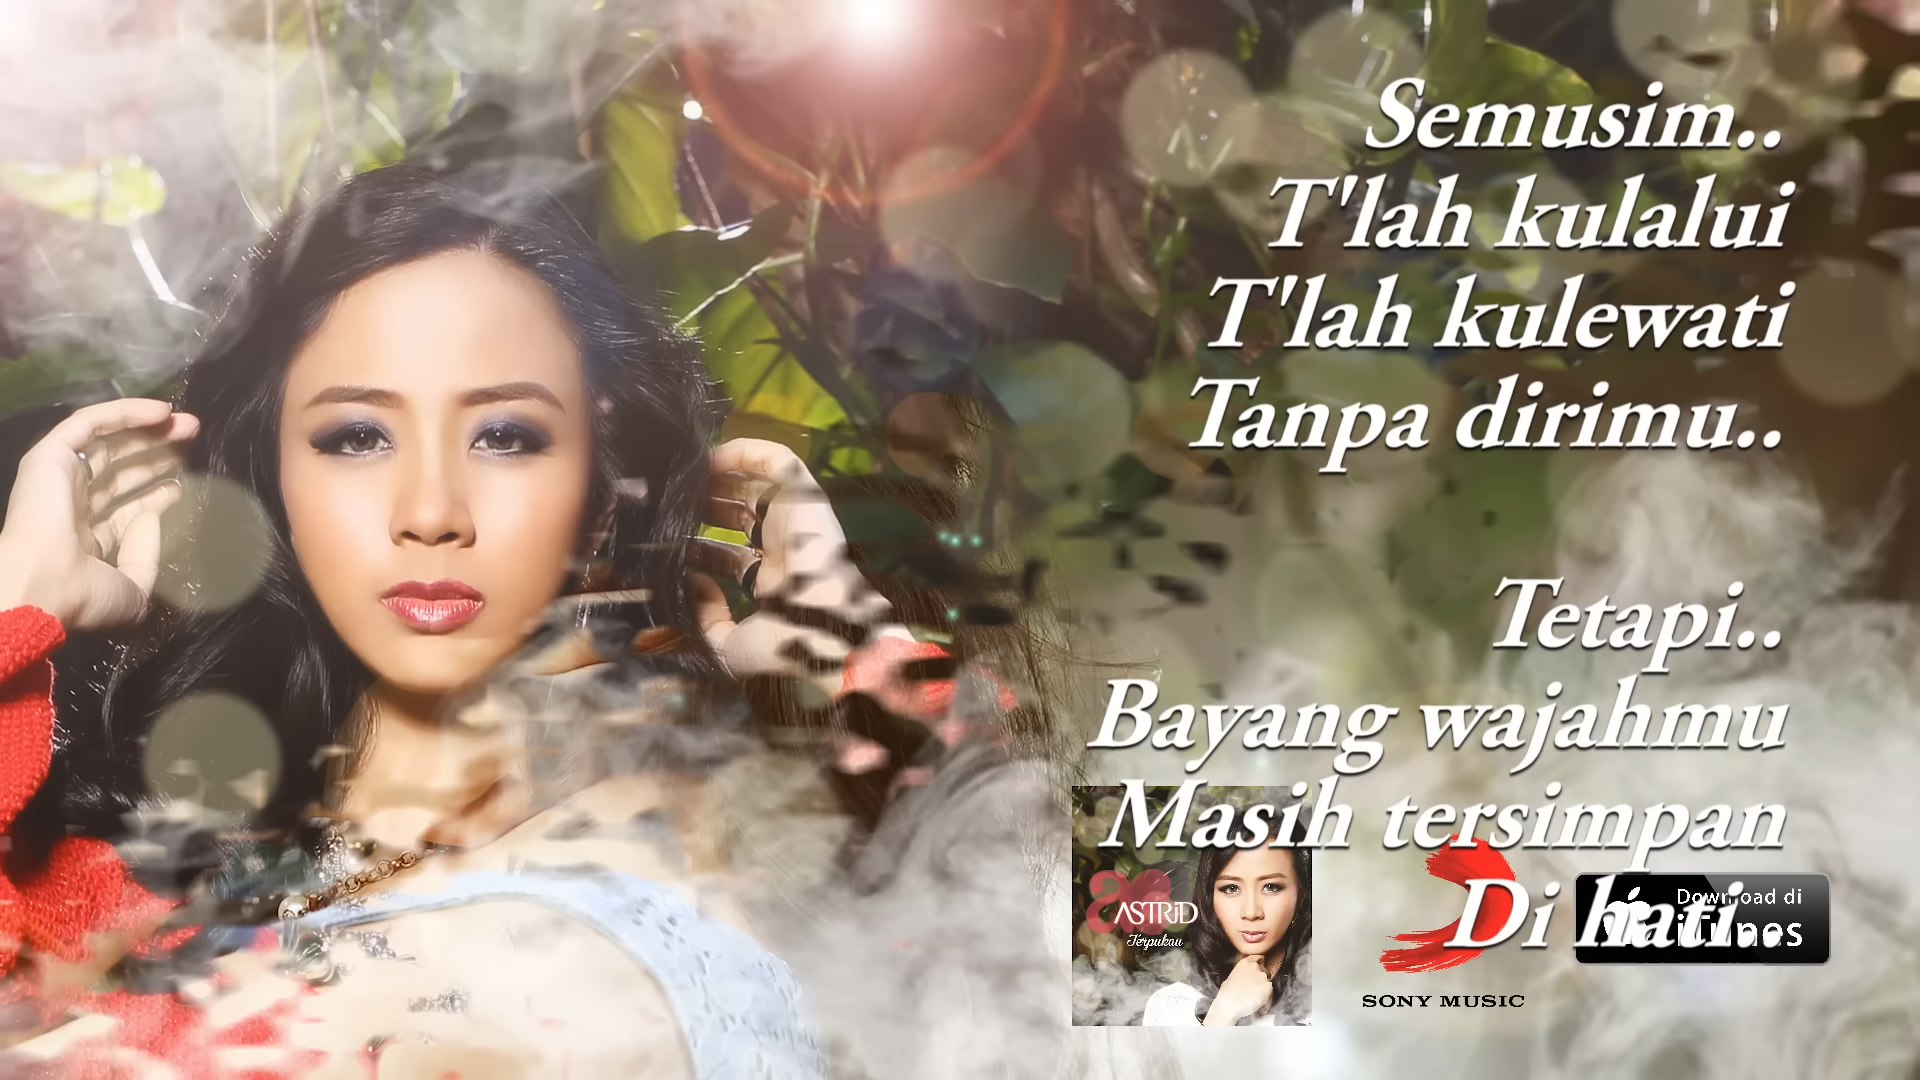 Semusim..
T'lah kulalui
T'lah kulewati
Tanpa dirimu..
Tetapi..
Bayang wajahmu
Masih tersimpan
Di hati..
ASTRiD
Terpukau
SONY MUSIC
Download di
iTunes